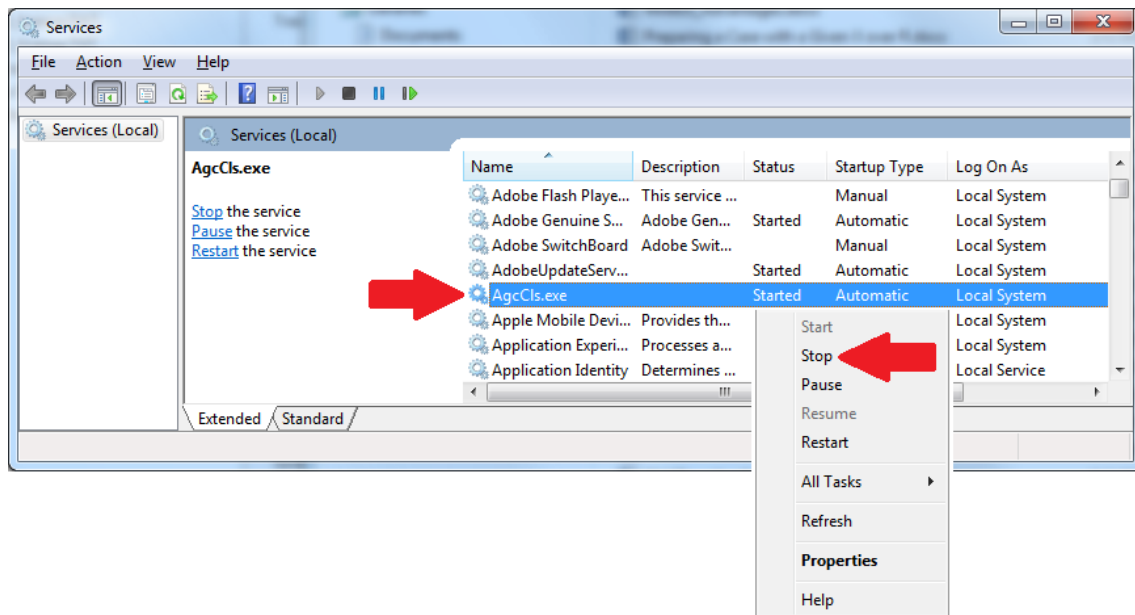 Services
File Action View Help
Services (Local)
Services (Local)
AgcCls.exe
Stop the service
Pause the service
Restart the service
Name Description Status Startup Type Log On As
Adobe Flash Playe... This service ... Manual Local System
Adobe Genuine S... Adobe Gen... Started Automatic Local System
Adobe SwitchBoard Adobe Swit... Manual Local System
AdobeUpdateServ... Started Automatic Local System
AgcCls.exe Started Automatic Local System
Apple Mobile Devi... Provides th... Local System
Application Experi... Processes a... Local System
Application Identity Determines ... Local Service
Start
Stop
Pause
Resume
Restart
All Tasks
Refresh
Properties
Help
Extended Standard